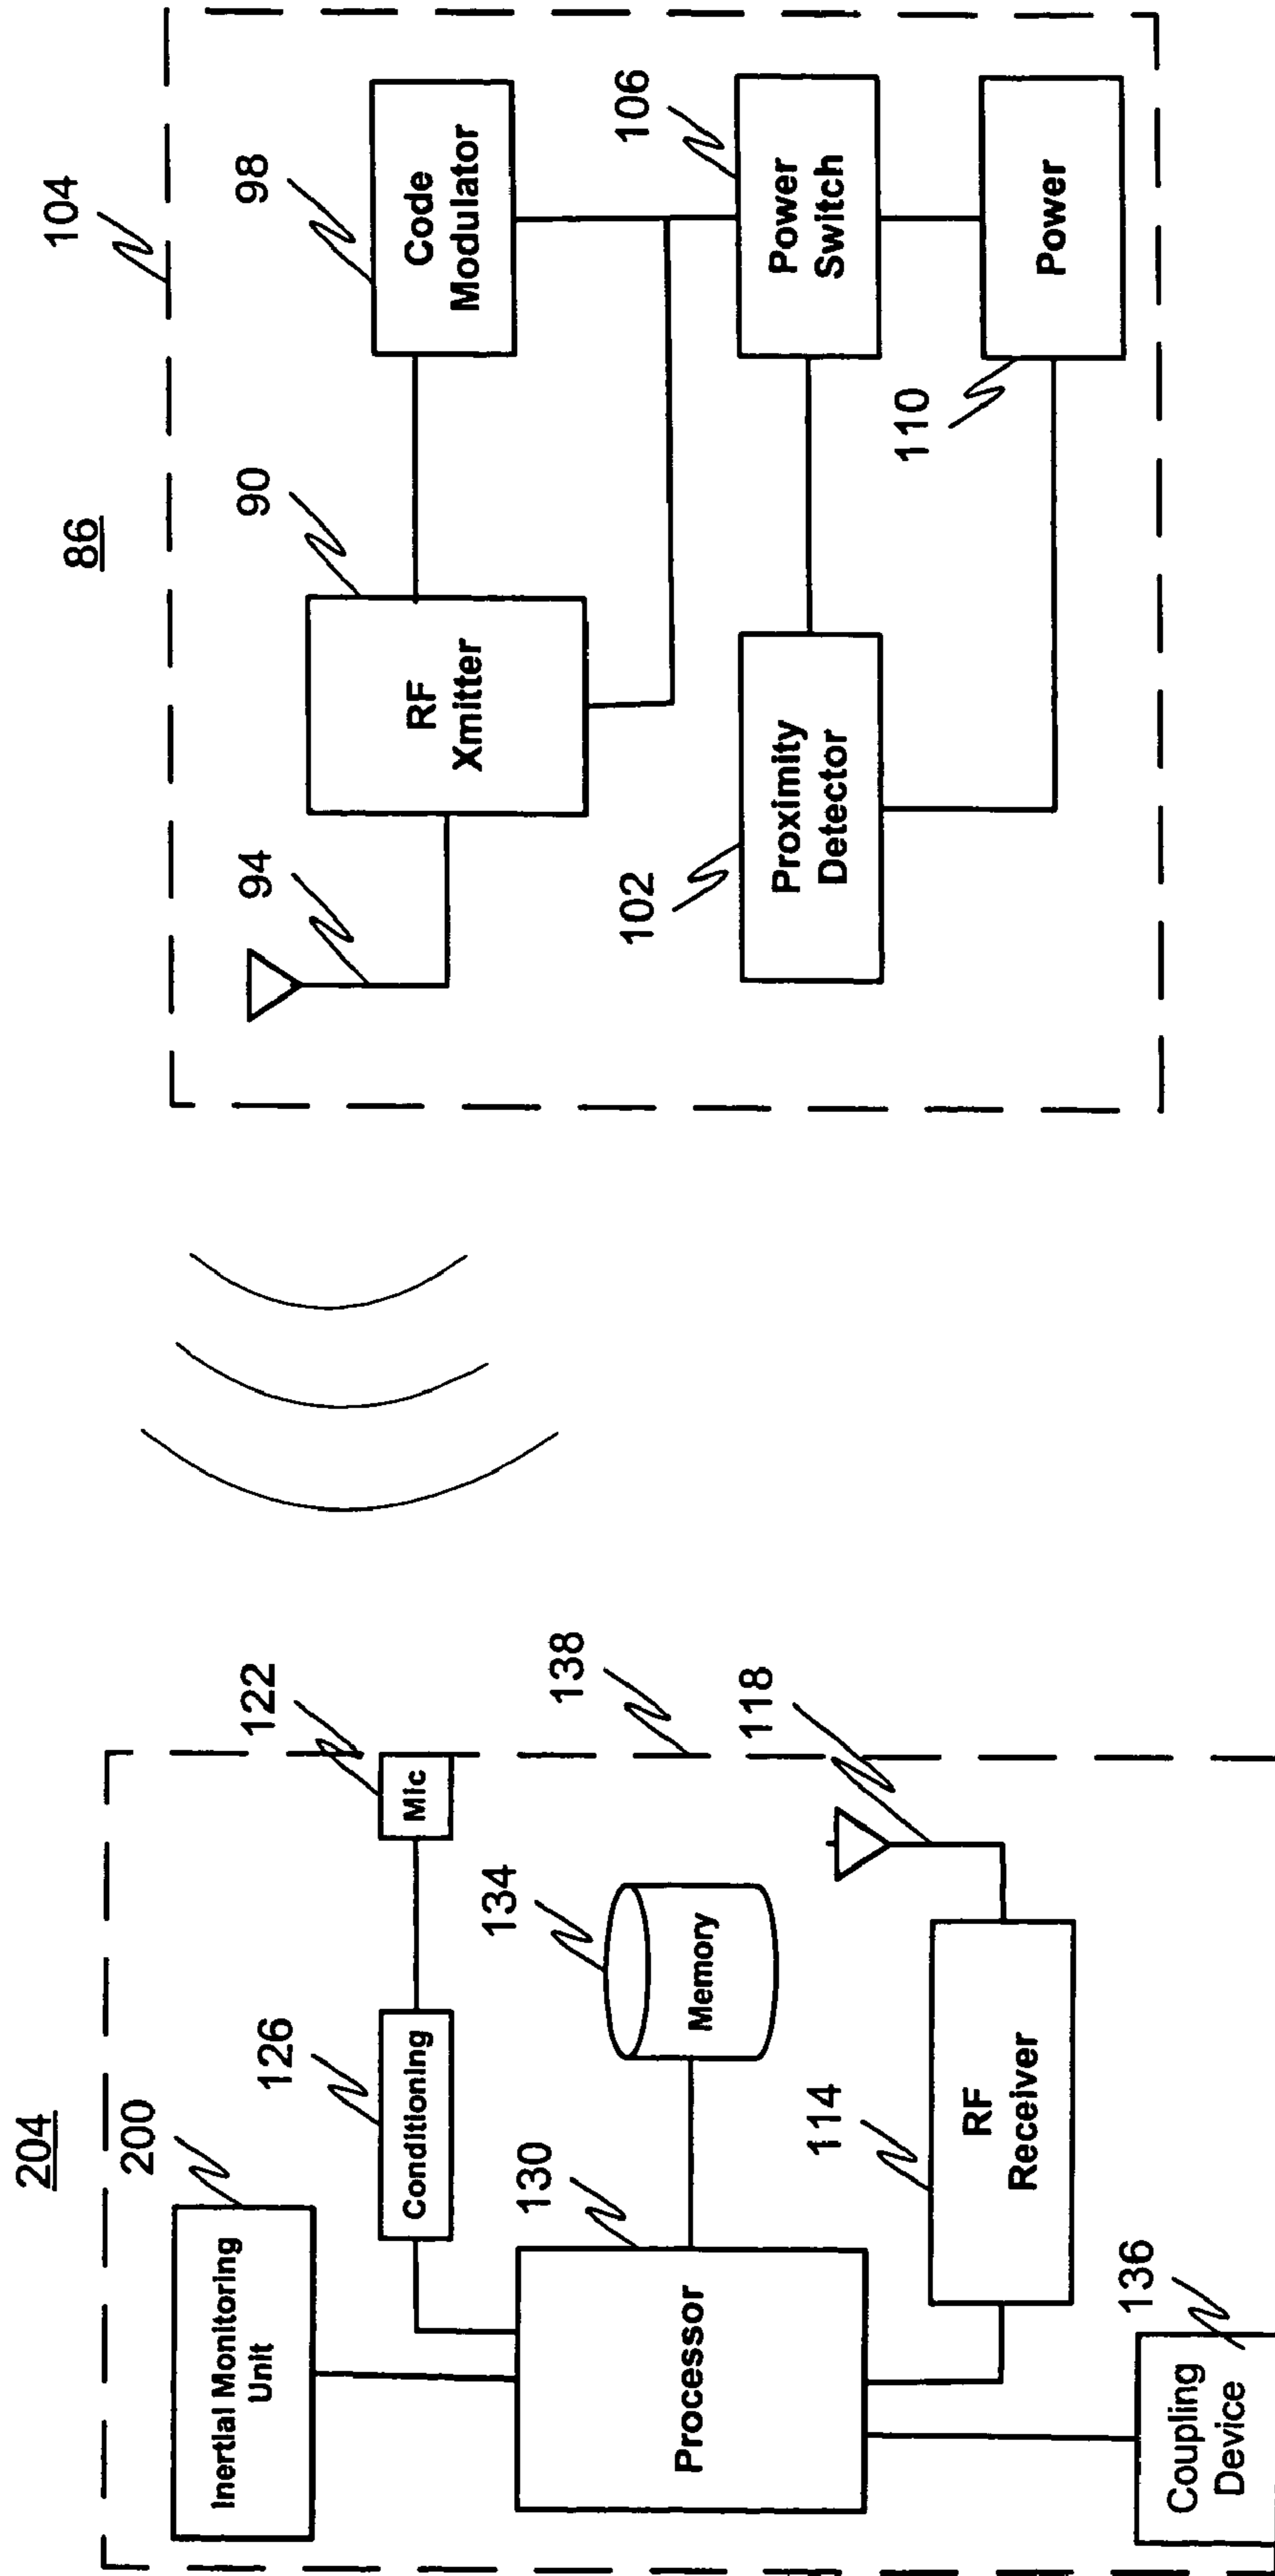 204
200
Inertial Monitoring
Unit
126
Conditioning
122
Mic
130
Processor
134
Memory
138
114
RF
Receiver
118
136
Coupling
Device
86
104
94
90
RF
Xmitter
98
Code
Modulator
102
Proximity
Detector
106
Power
Switch
110
Power